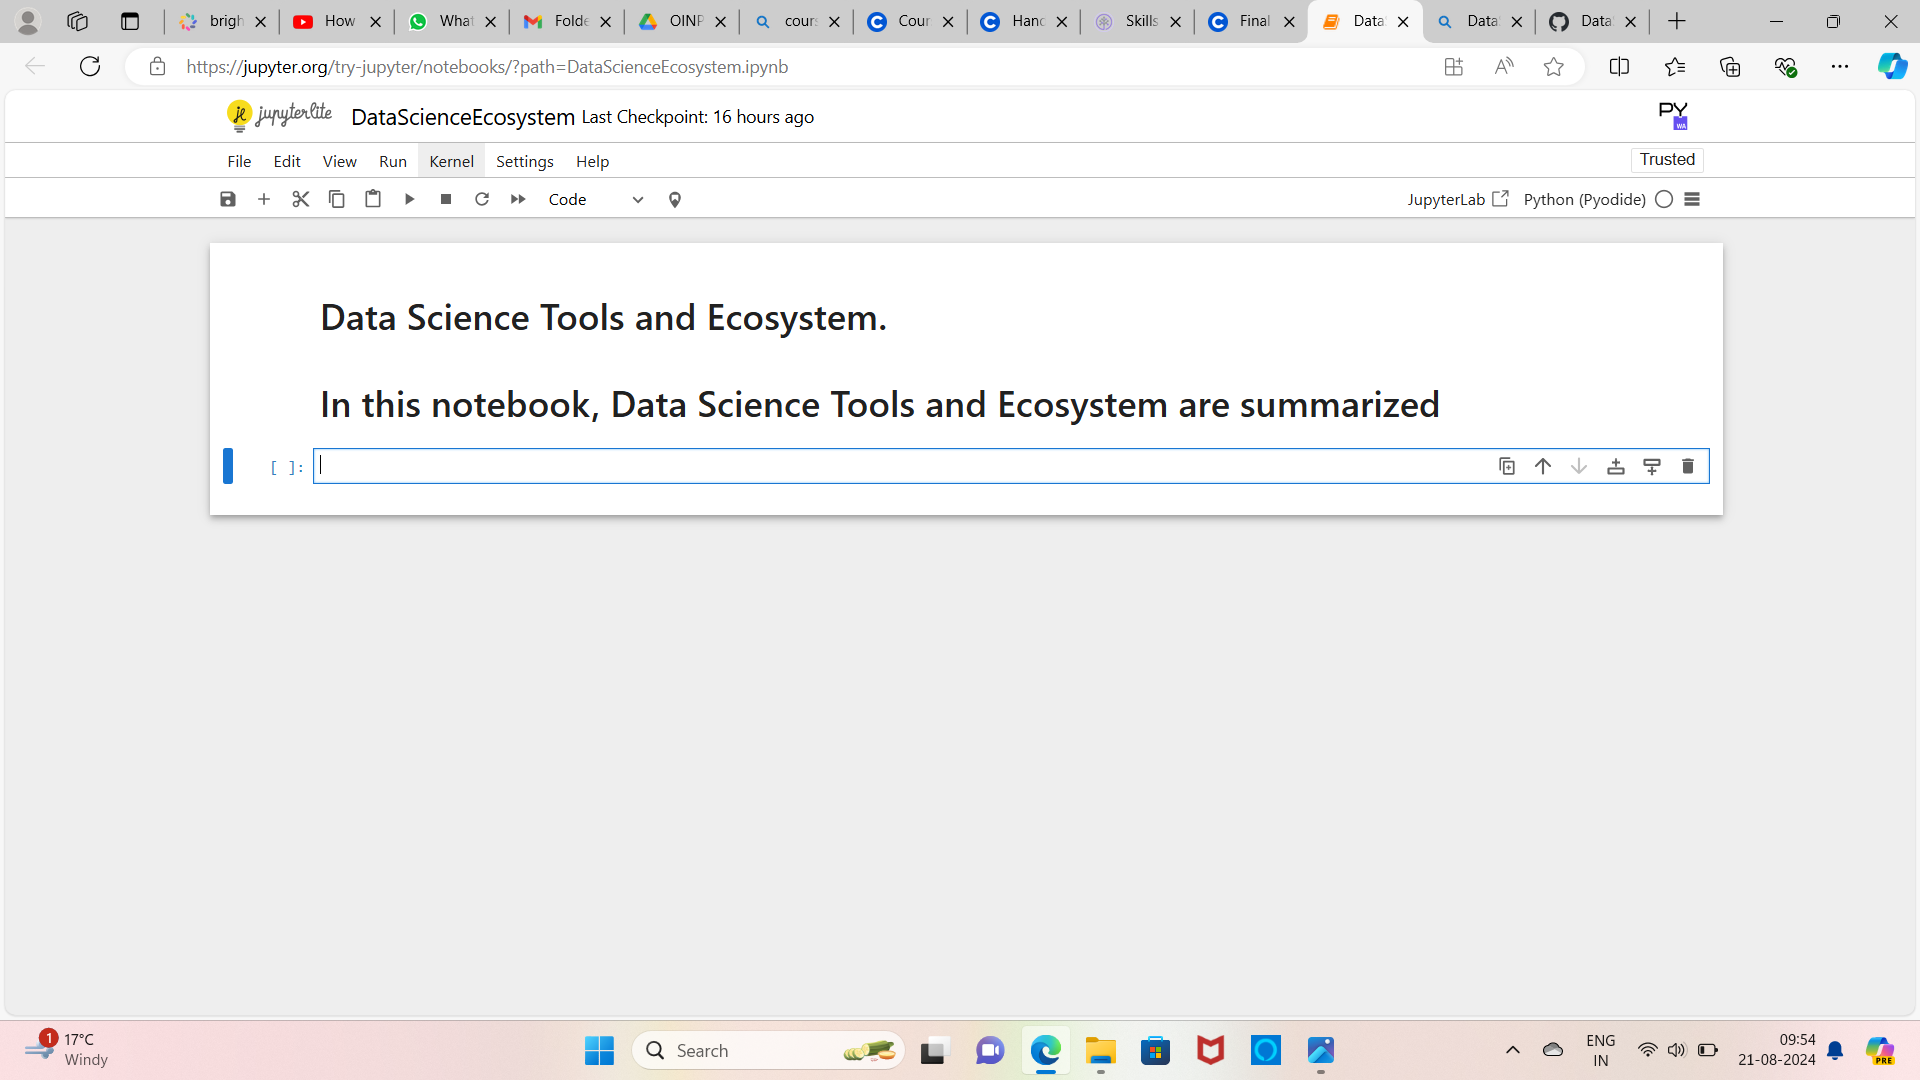 brigh
How
What
Folde
OINP
cours
Cour
Hanc
Skills
Final
Data
Data
Data
https://jupyter.org/try-jupyter/notebooks/?path=DataScienceEcosystem.ipynb
jupyterlite
DataScienceEcosystem Last Checkpoint: 16 hours ago
PY
WA
File Edit View Run Kernel Settings Help
Trusted
Code
JupyterLab Python (Pyodide)
Data Science Tools and Ecosystem.
In this notebook, Data Science Tools and Ecosystem are summarized
[ ]:
1
17°C
Windy
Search
ENG
IN
09:54
21-08-2024
PRE